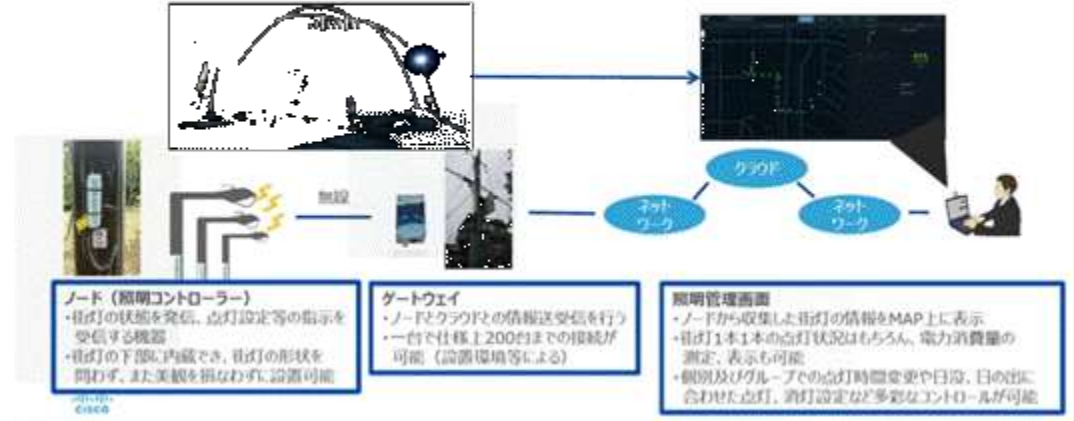 クラウド
無線
ネット
ワーク
ネット
ワーク
ノード（照明コントローラー）
・街灯の状態を発信、点灯設定等の指示を
受信する機器
・街灯の下部に内蔵でき、街灯の形状を
問わず、また美観を損なわずに設置可能
ゲートウェイ
・ノードとクラウドとの情報送受信を行う
・一台で仕様上200台までの接続が
可能（設置環境等による）
照明管理画面
・ノードから収集した街灯の情報をMAP上に表示
・街灯1本1本の点灯状況はもちろん、電力消費量の
測定、表示も可能
・個別及びグループでの点灯時間変更や日没、日の出に
合わせた点灯、消灯設定など多彩なコントロールが可能
CISCO